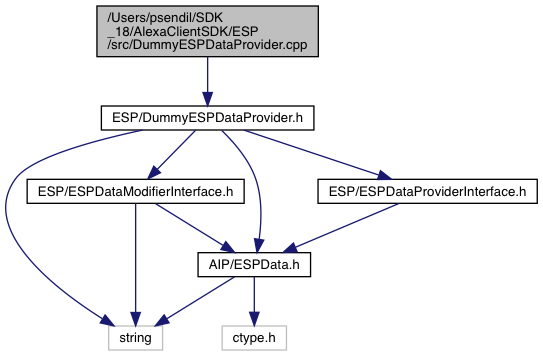 /Users/psendil/SDK
_18/AlexaClientSDK/ESP
/src/DummyESPDataProvider.cpp
ESP/DummyESPDataProvider.h
ESP/ESPDataModifierInterface.h
ESP/ESPDataProviderInterface.h
AIP/ESPData.h
string
ctype.h